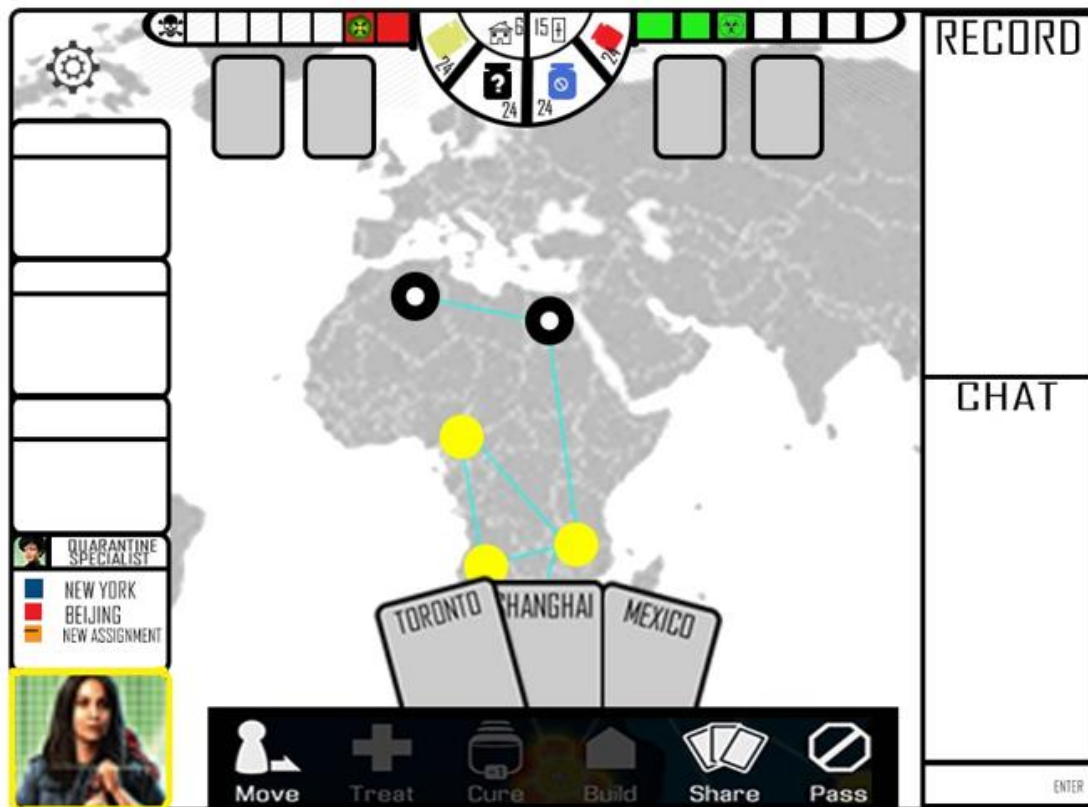 6
15
24
24
24
24
?
RECORD
CHAT
QUARANTINE
SPECIALIST
NEW YORK
BEIJING
NEW ASSIGNMENT
TORONTO
SHANGHAI
MEXICO
-1
Move
Treat
Cure
Build
Share
Pass
ENTER